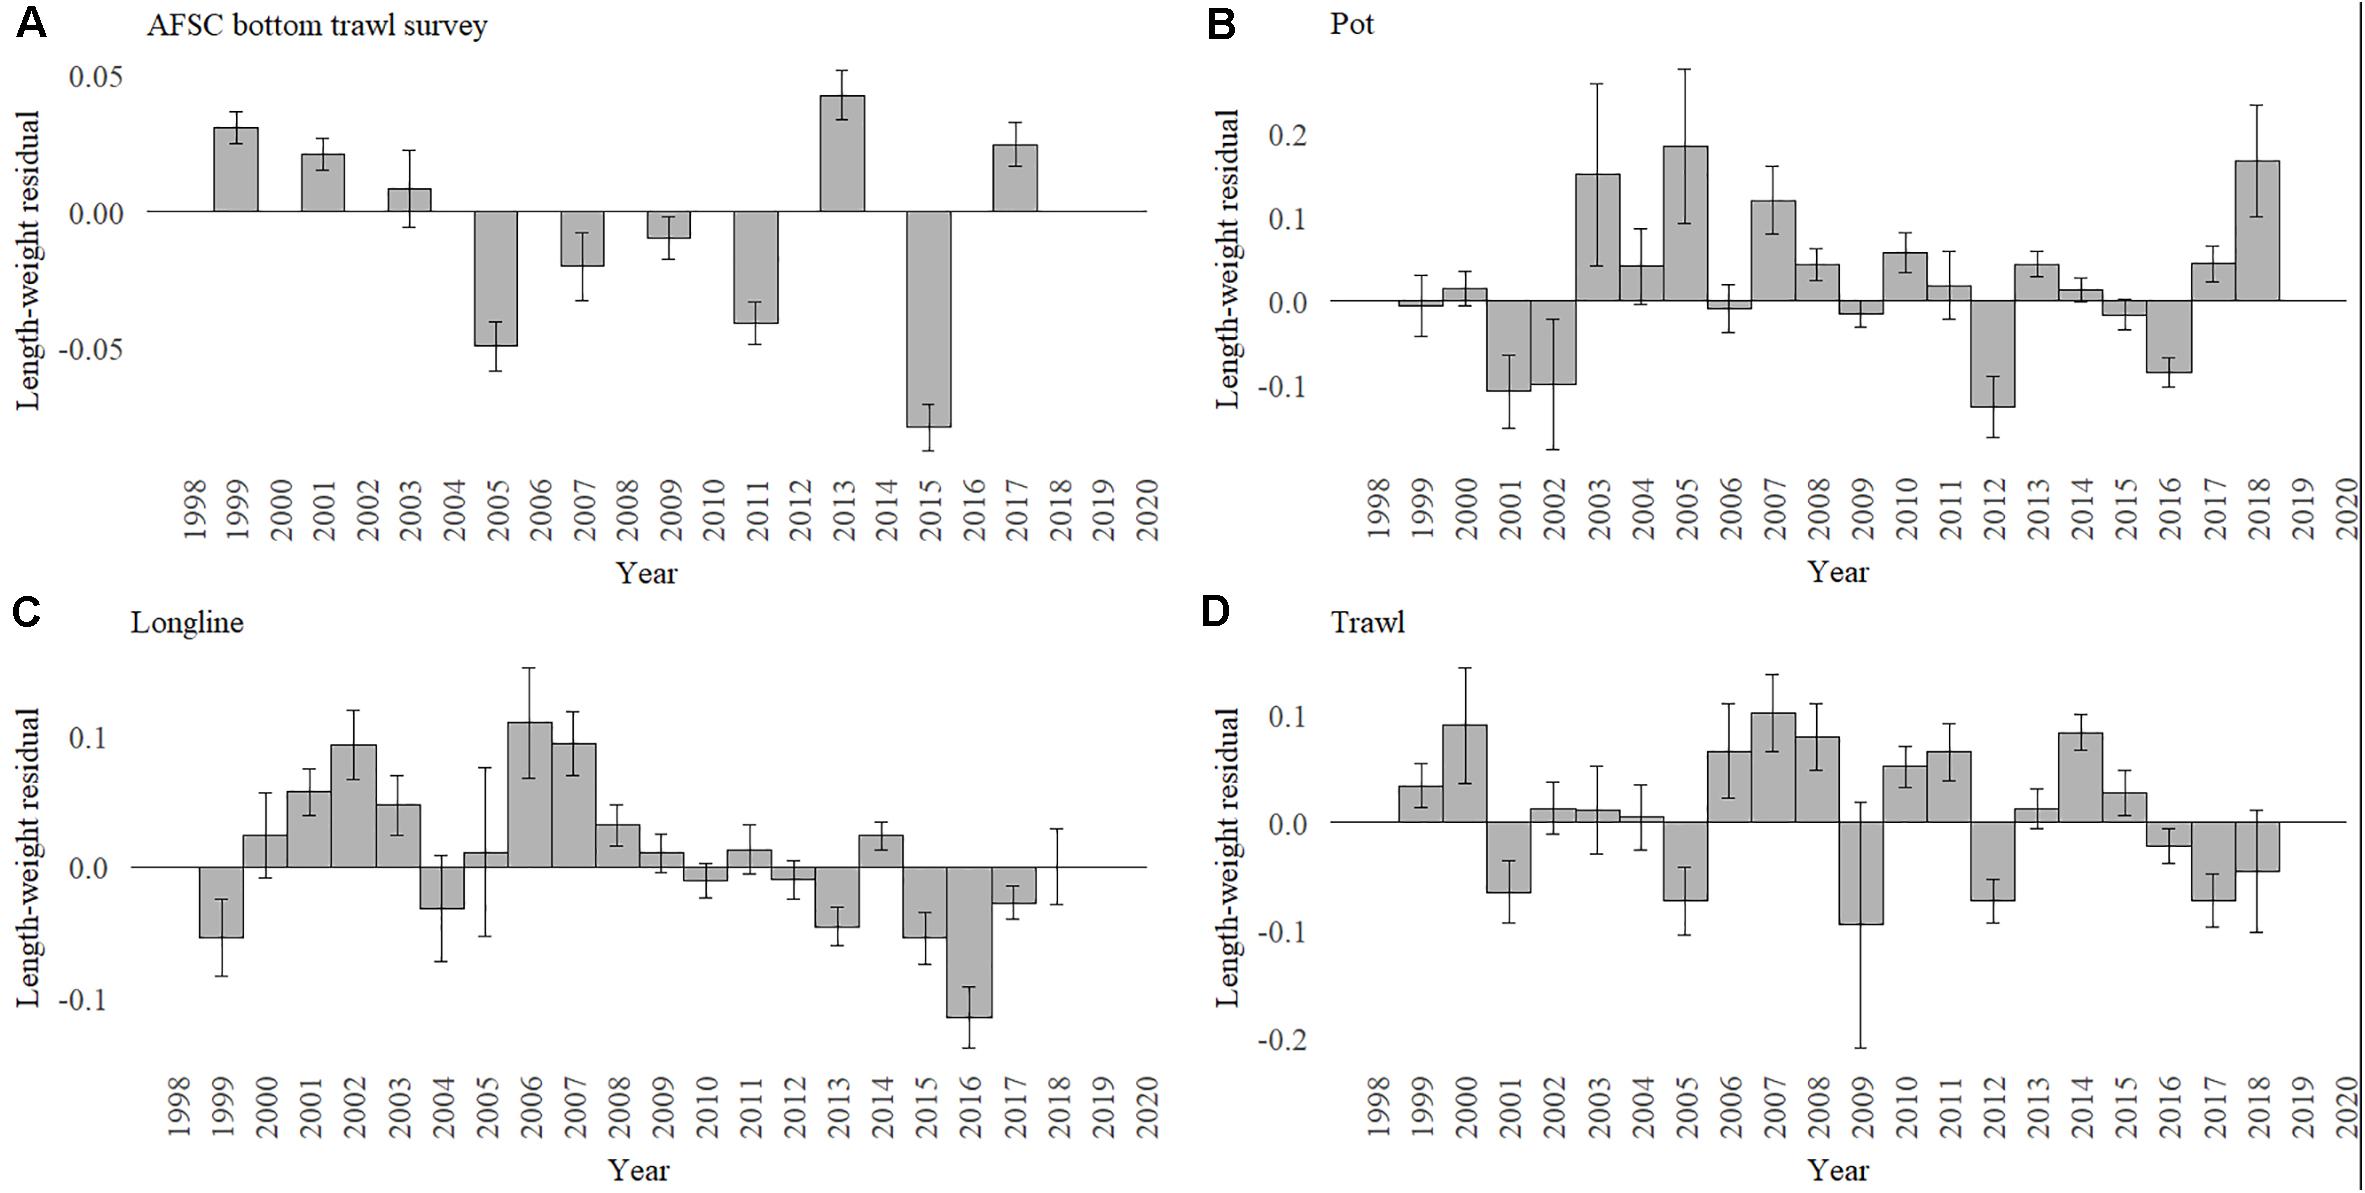 A
AFSC bottom trawl survey
Length-weight residual
0.05
0.00
-0.05
1998 1999 2000 2001 2002 2003 2004 2005 2006 2007 2008 2009 2010 2011 2012 2013 2014 2015 2016 2017 2018 2019 2020
Year
B
Pot
Length-weight residual
0.2
0.1
0.0
-0.1
1998 1999 2000 2001 2002 2003 2004 2005 2006 2007 2008 2009 2010 2011 2012 2013 2014 2015 2016 2017 2018 2019 2020
Year
C
Longline
Length-weight residual
0.1
0.0
-0.1
1998 1999 2000 2001 2002 2003 2004 2005 2006 2007 2008 2009 2010 2011 2012 2013 2014 2015 2016 2017 2018 2019 2020
Year
D
Trawl
Length-weight residual
0.1
0.0
-0.1
-0.2
1998 1999 2000 2001 2002 2003 2004 2005 2006 2007 2008 2009 2010 2011 2012 2013 2014 2015 2016 2017 2018 2019 2020
Year